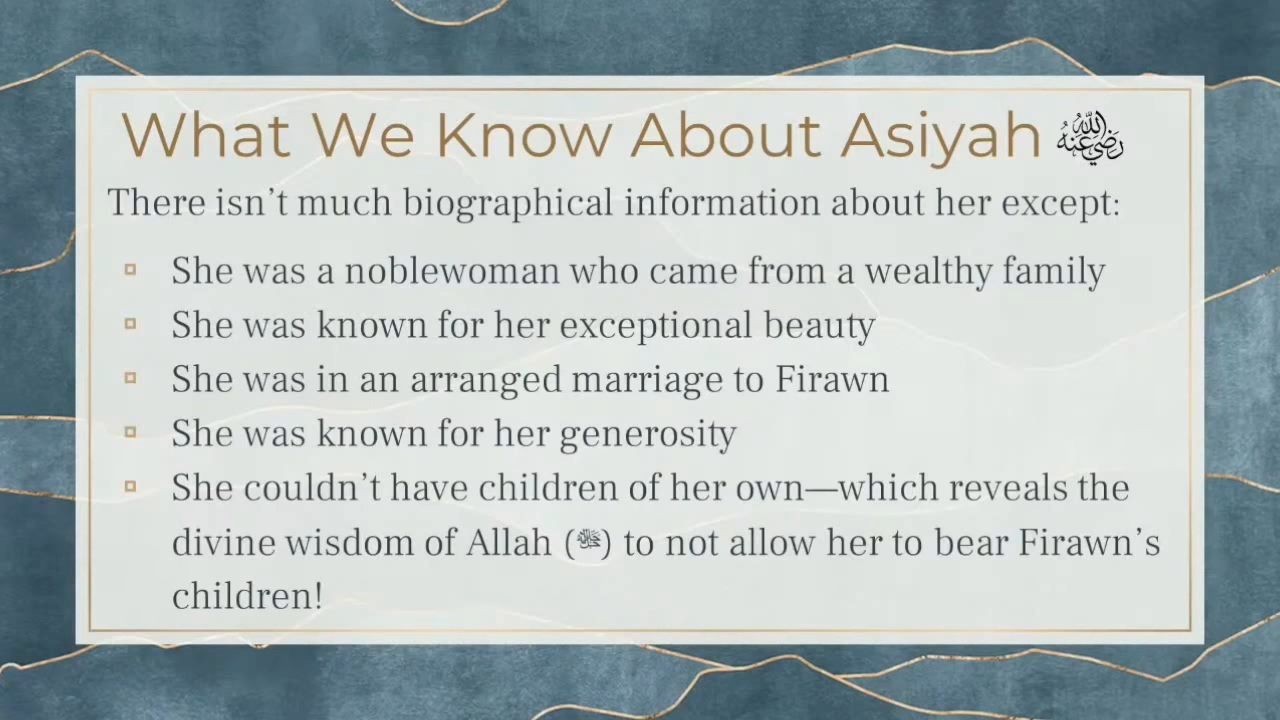 What We Know About Asiyah رضي الله عنه
There isn’t much biographical information about her except:
▫ She was a noblewoman who came from a wealthy family
▫ She was known for her exceptional beauty
▫ She was in an arranged marriage to Firawn
▫ She was known for her generosity
▫ She couldn’t have children of her own—which reveals the
divine wisdom of Allah (ﷻ) to not allow her to bear Firawn’s
children!